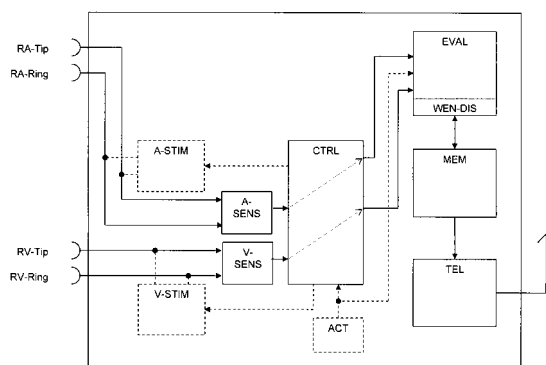 RA-Tip
RA-Ring
RV-Tip
RV-Ring
A-STIM
A-
SENS
V-
SENS
V-STIM
CTRL
ACT
EVAL
WEN-DIS
MEM
TEL